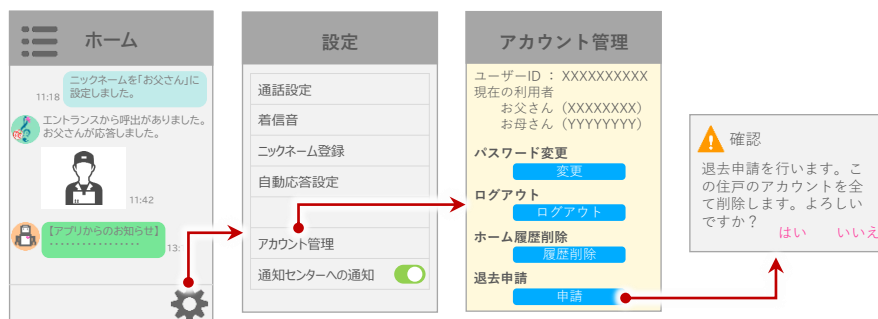 ホーム
ニックネームを「お父さん」に
設定しました。
11:18
エントランスから呼出がありました。
お父さんが応答しました。
11:42
【アプリからのお知らせ】
・・・・・・・・・・・・・・・・・
13:
設定
通話設定
着信音
ニックネーム登録
自動応答設定
アカウント管理
通知センターへの通知
アカウント管理
ユーザーID ： XXXXXXXXXX
現在の利用者
お父さん（XXXXXXXX）
お母さん（YYYYYYYY）
パスワード変更
変更
ログアウト
ログアウト
ホーム履歴削除
履歴削除
退去申請
申請
確認
退去申請を行います。こ
の住戸のアカウントを全
て削除します。よろしい
ですか？
はい いいえ